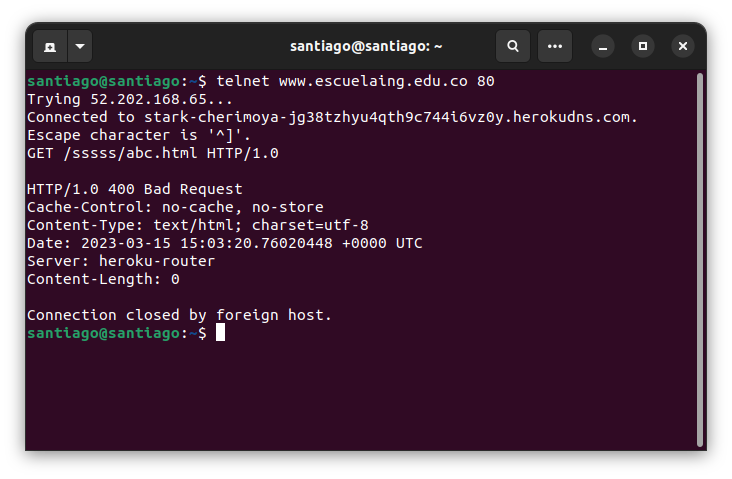 santiago@santiago: ~
santiago@santiago:~$ telnet www.escuelaing.edu.co 80
Trying 52.202.168.65...
Connected to stark-cherimoya-jg38tzhyu4qth9c744i6vz0y.herokudns.com.
Escape character is '^]'.
GET /sssss/abc.html HTTP/1.0
HTTP/1.0 400 Bad Request
Cache-Control: no-cache, no-store
Content-Type: text/html; charset=utf-8
Date: 2023-03-15 15:03:20.76020448 +0000 UTC
Server: heroku-router
Content-Length: 0
Connection closed by foreign host.
santiago@santiago:~$